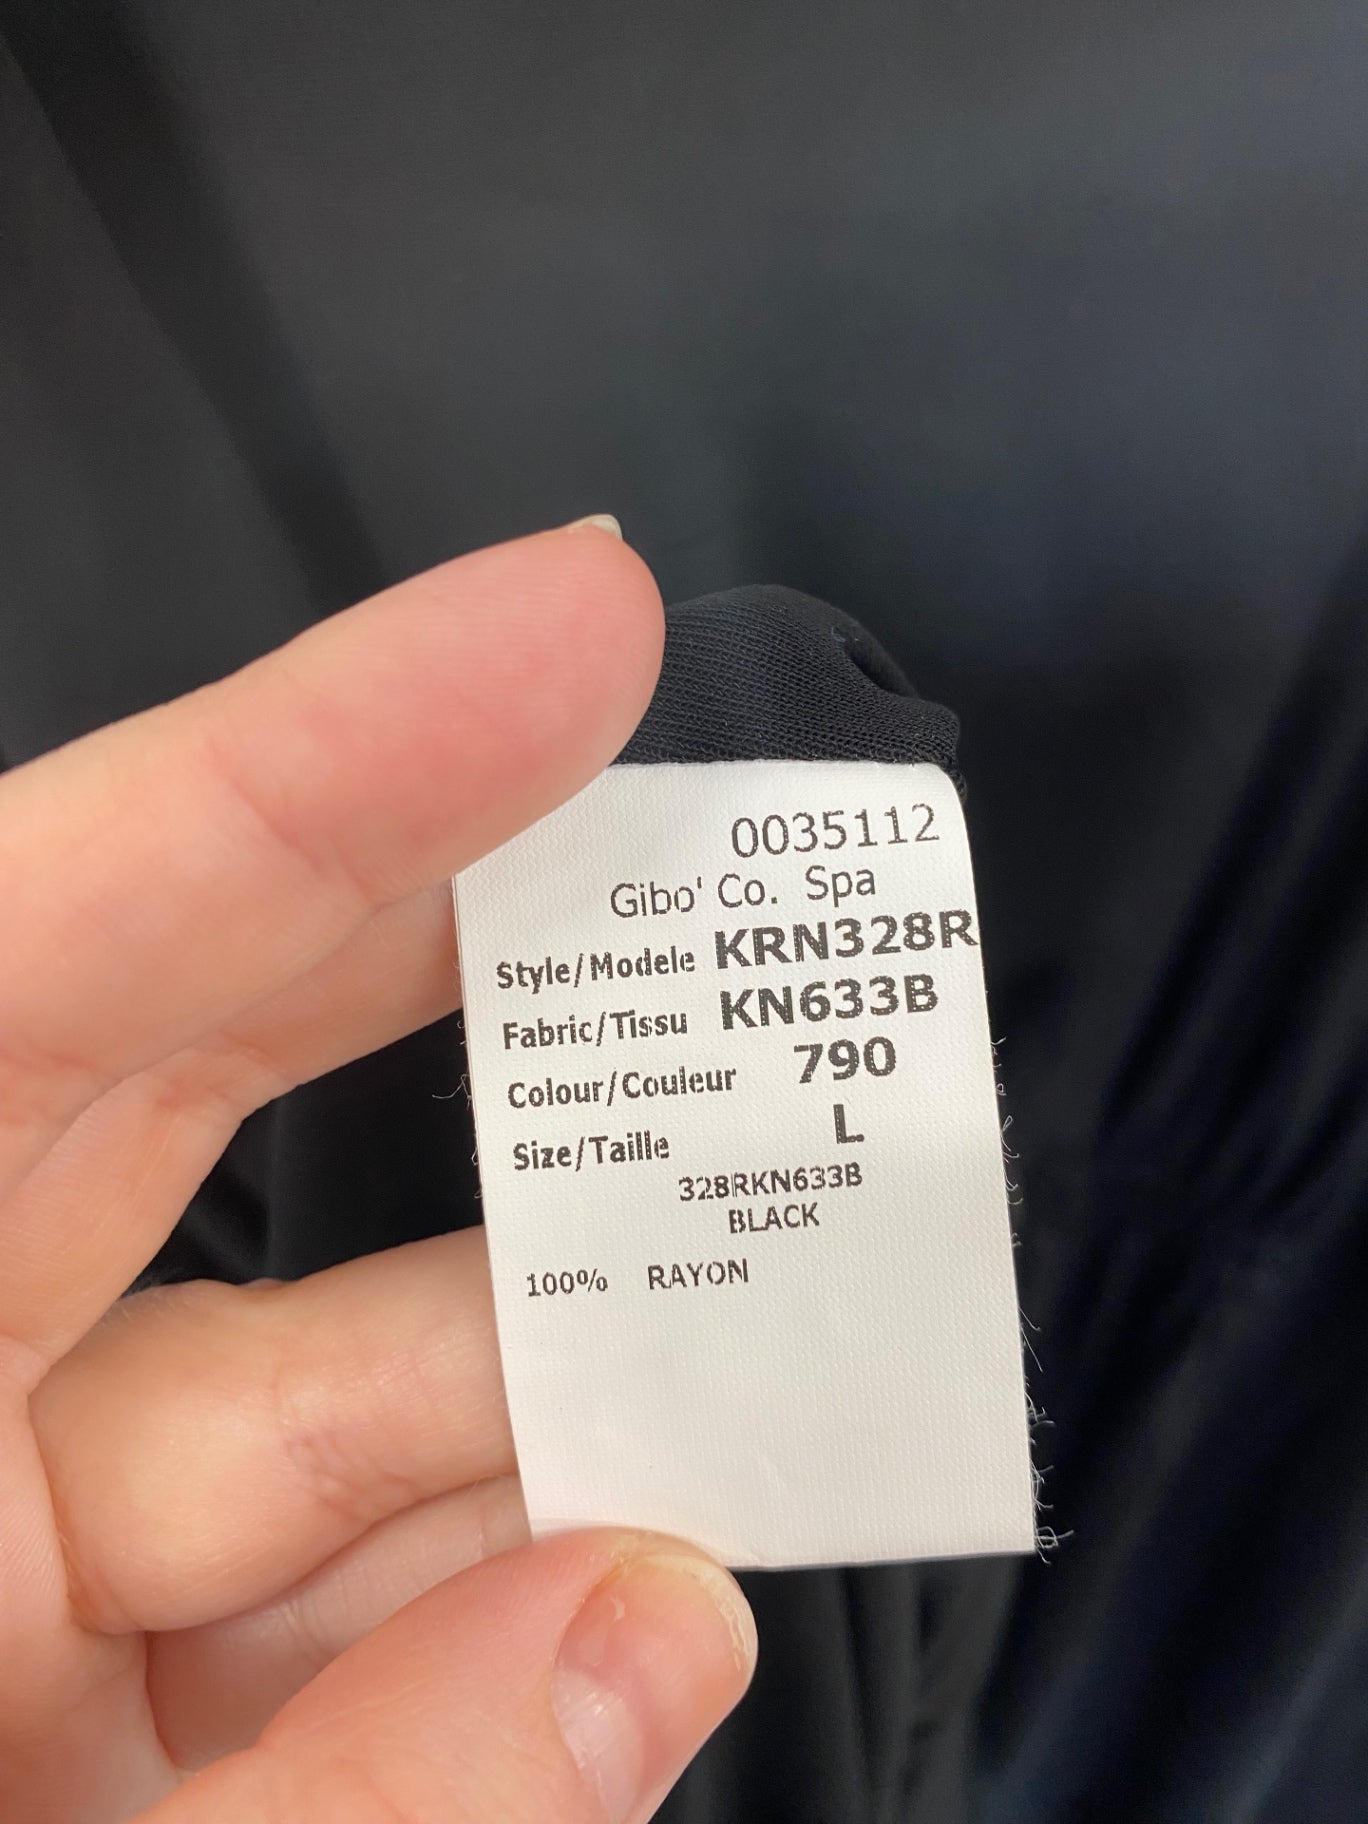 0035112
Gibo' Co. Spa
Style/Modele KRN328R
Fabric/Tissu KN633B
Colour/Couleur 790
Size/Taille L
328RKN633B
BLACK
100% RAYON